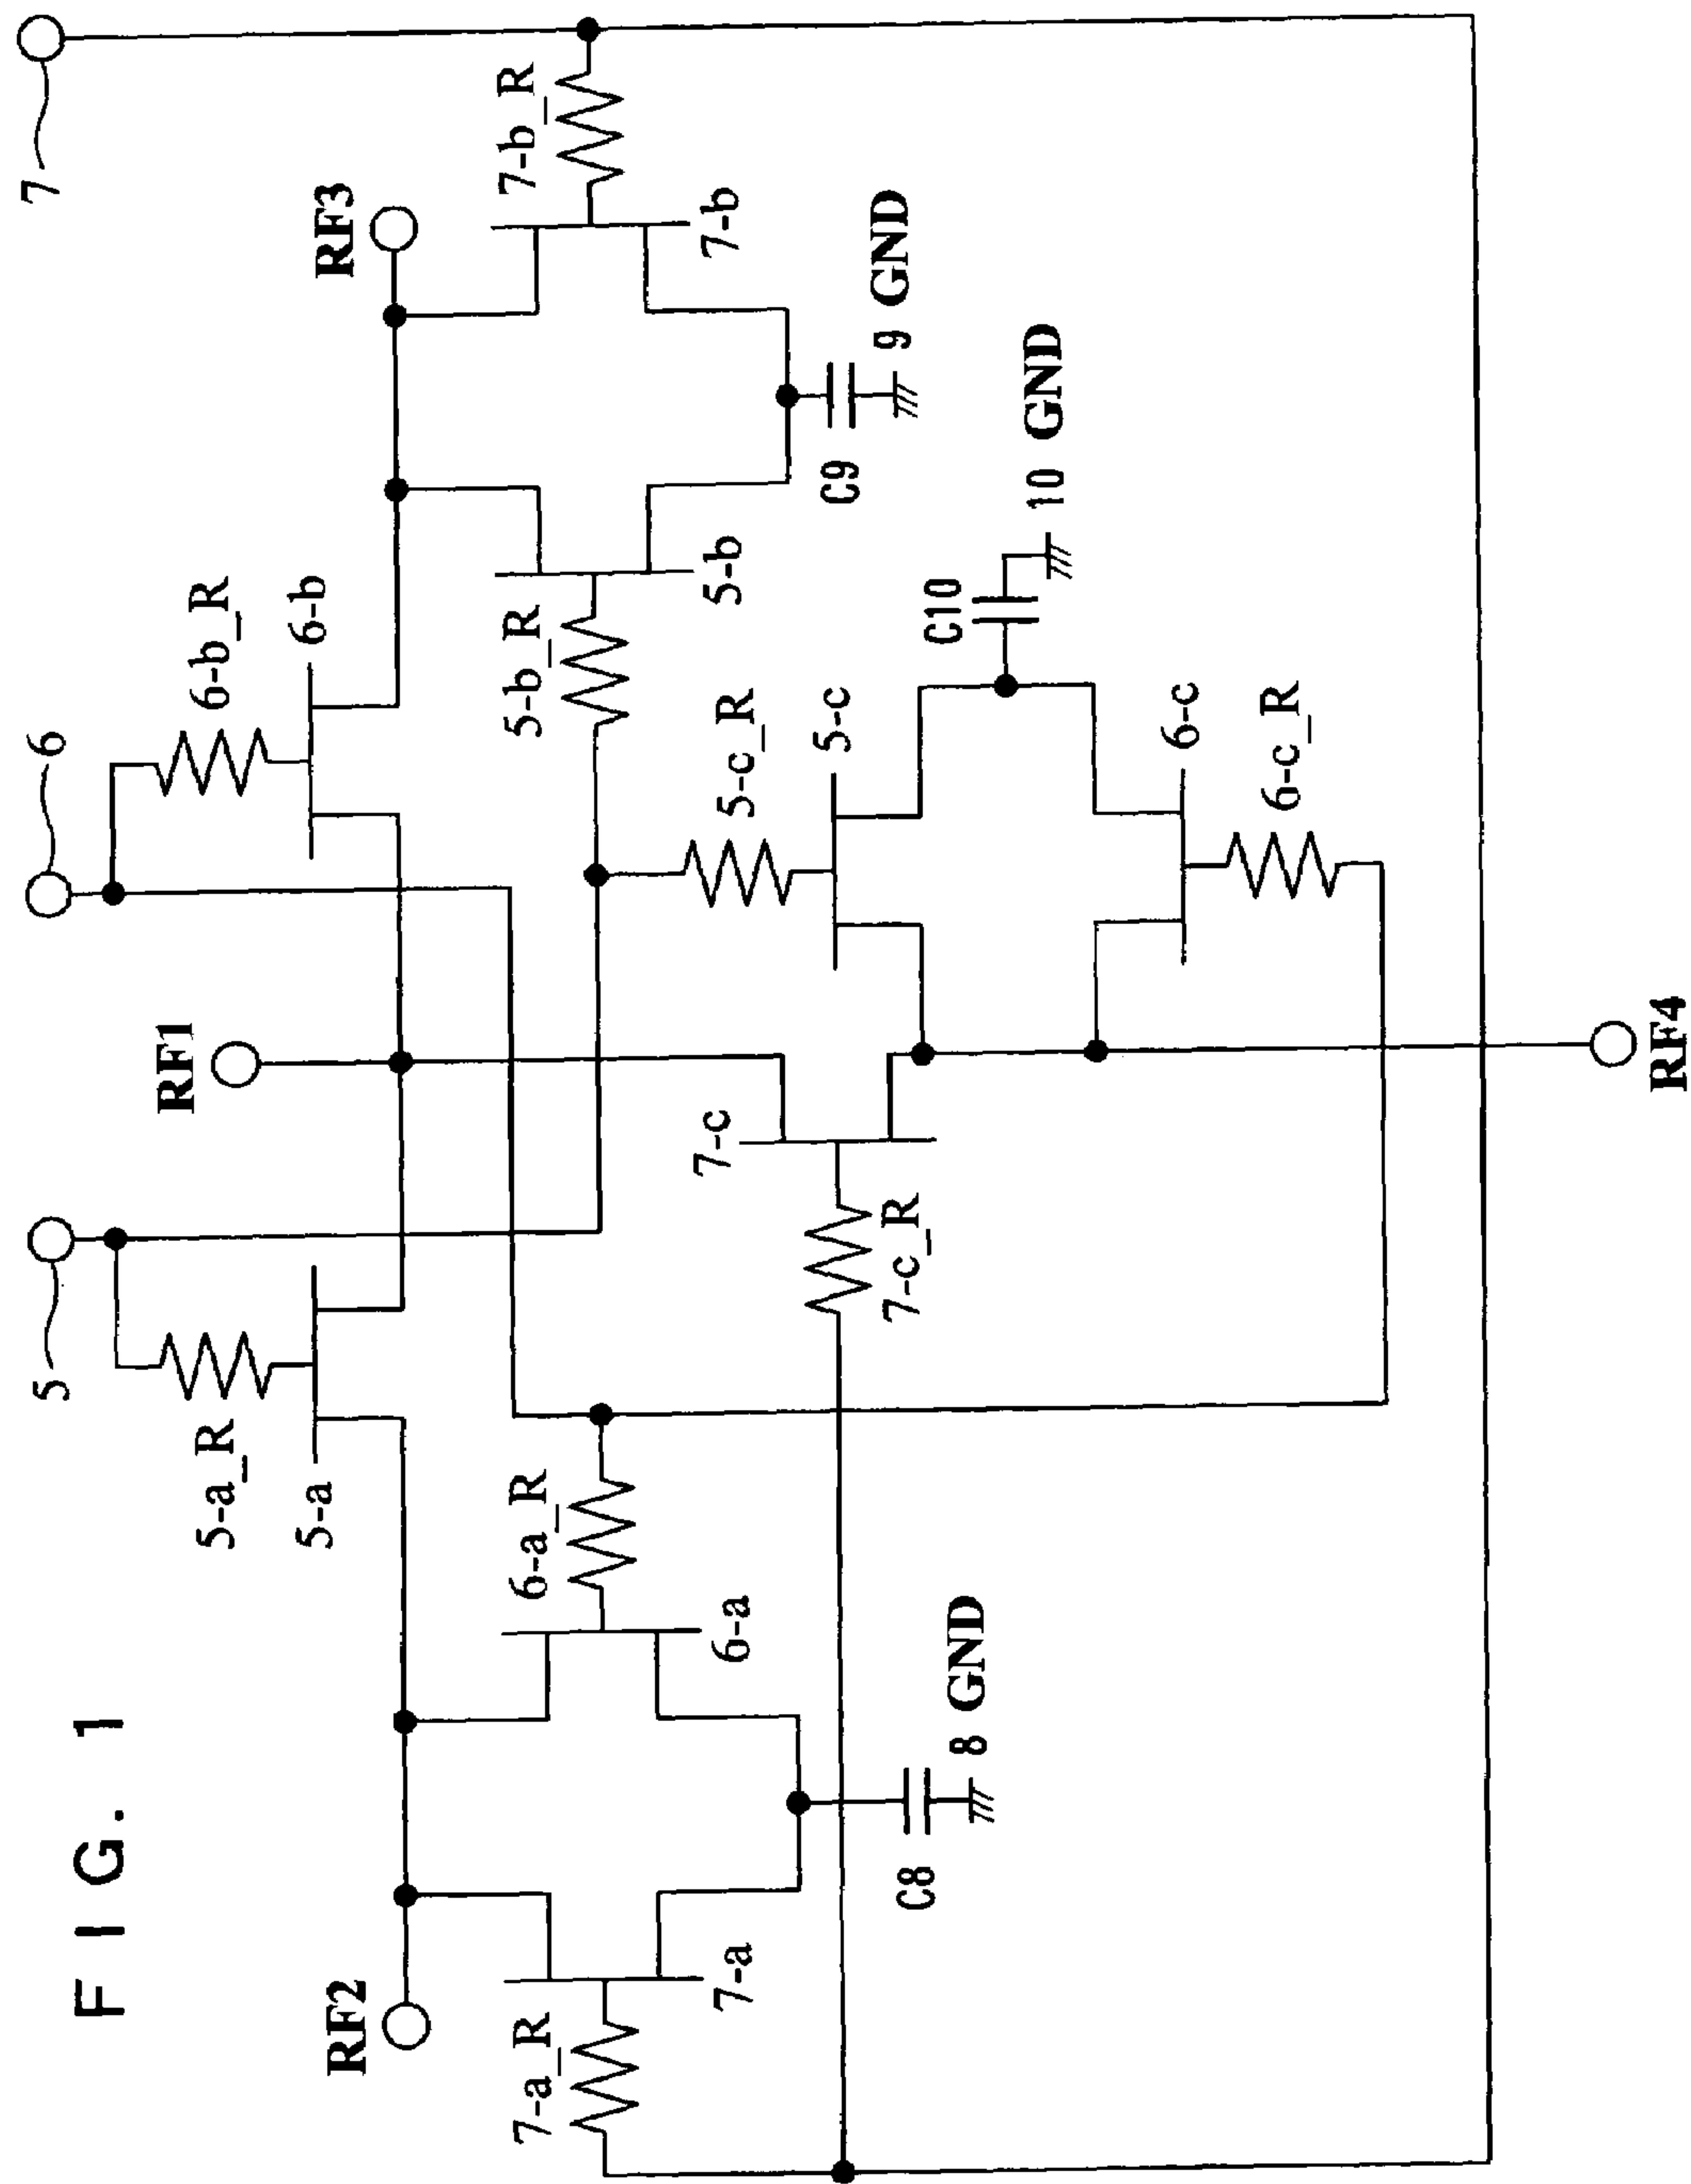 FIG. 1
5
6
7
RF1
5-a_R
5-a
6-b_R
6-b
RF3
RF2
7-a_R
7-a
6-a_R
6-a
5-b_R
5-b
7-b_R
7-b
7-c
7-c_R
5-c_R
5-c
C9
9 GND
C8
8 GND
C10
10 GND
6-c
6-c_R
RF4